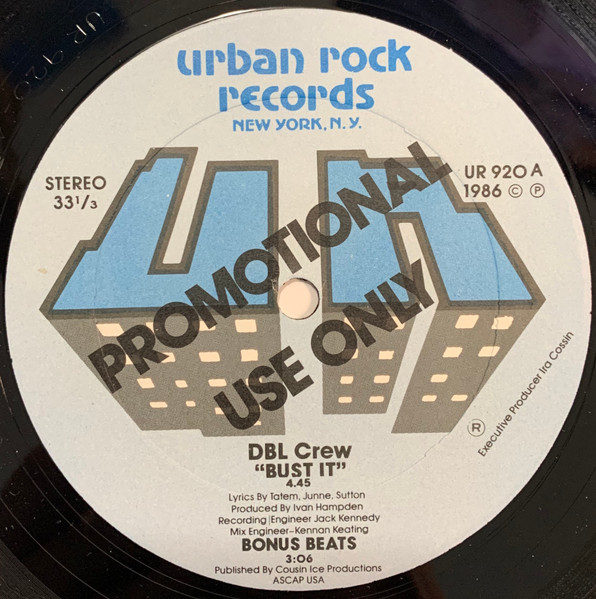 UR 920
urban rock
records
NEW YORK, N.Y.
STEREO
33 1/3
UR 920 A
1986 © ℗
PROMOTIONAL
USE ONLY
®
Executive Producer Ira Cossin
DBL Crew
"BUST IT"
4.45
Lyrics By Tatem, Junne, Sutton
Produced By Ivan Hampden
Recording Engineer Jack Kennedy
Mix Engineer-Kennan Keating
BONUS BEATS
3:06
Published By Cousin Ice Productions
ASCAP USA